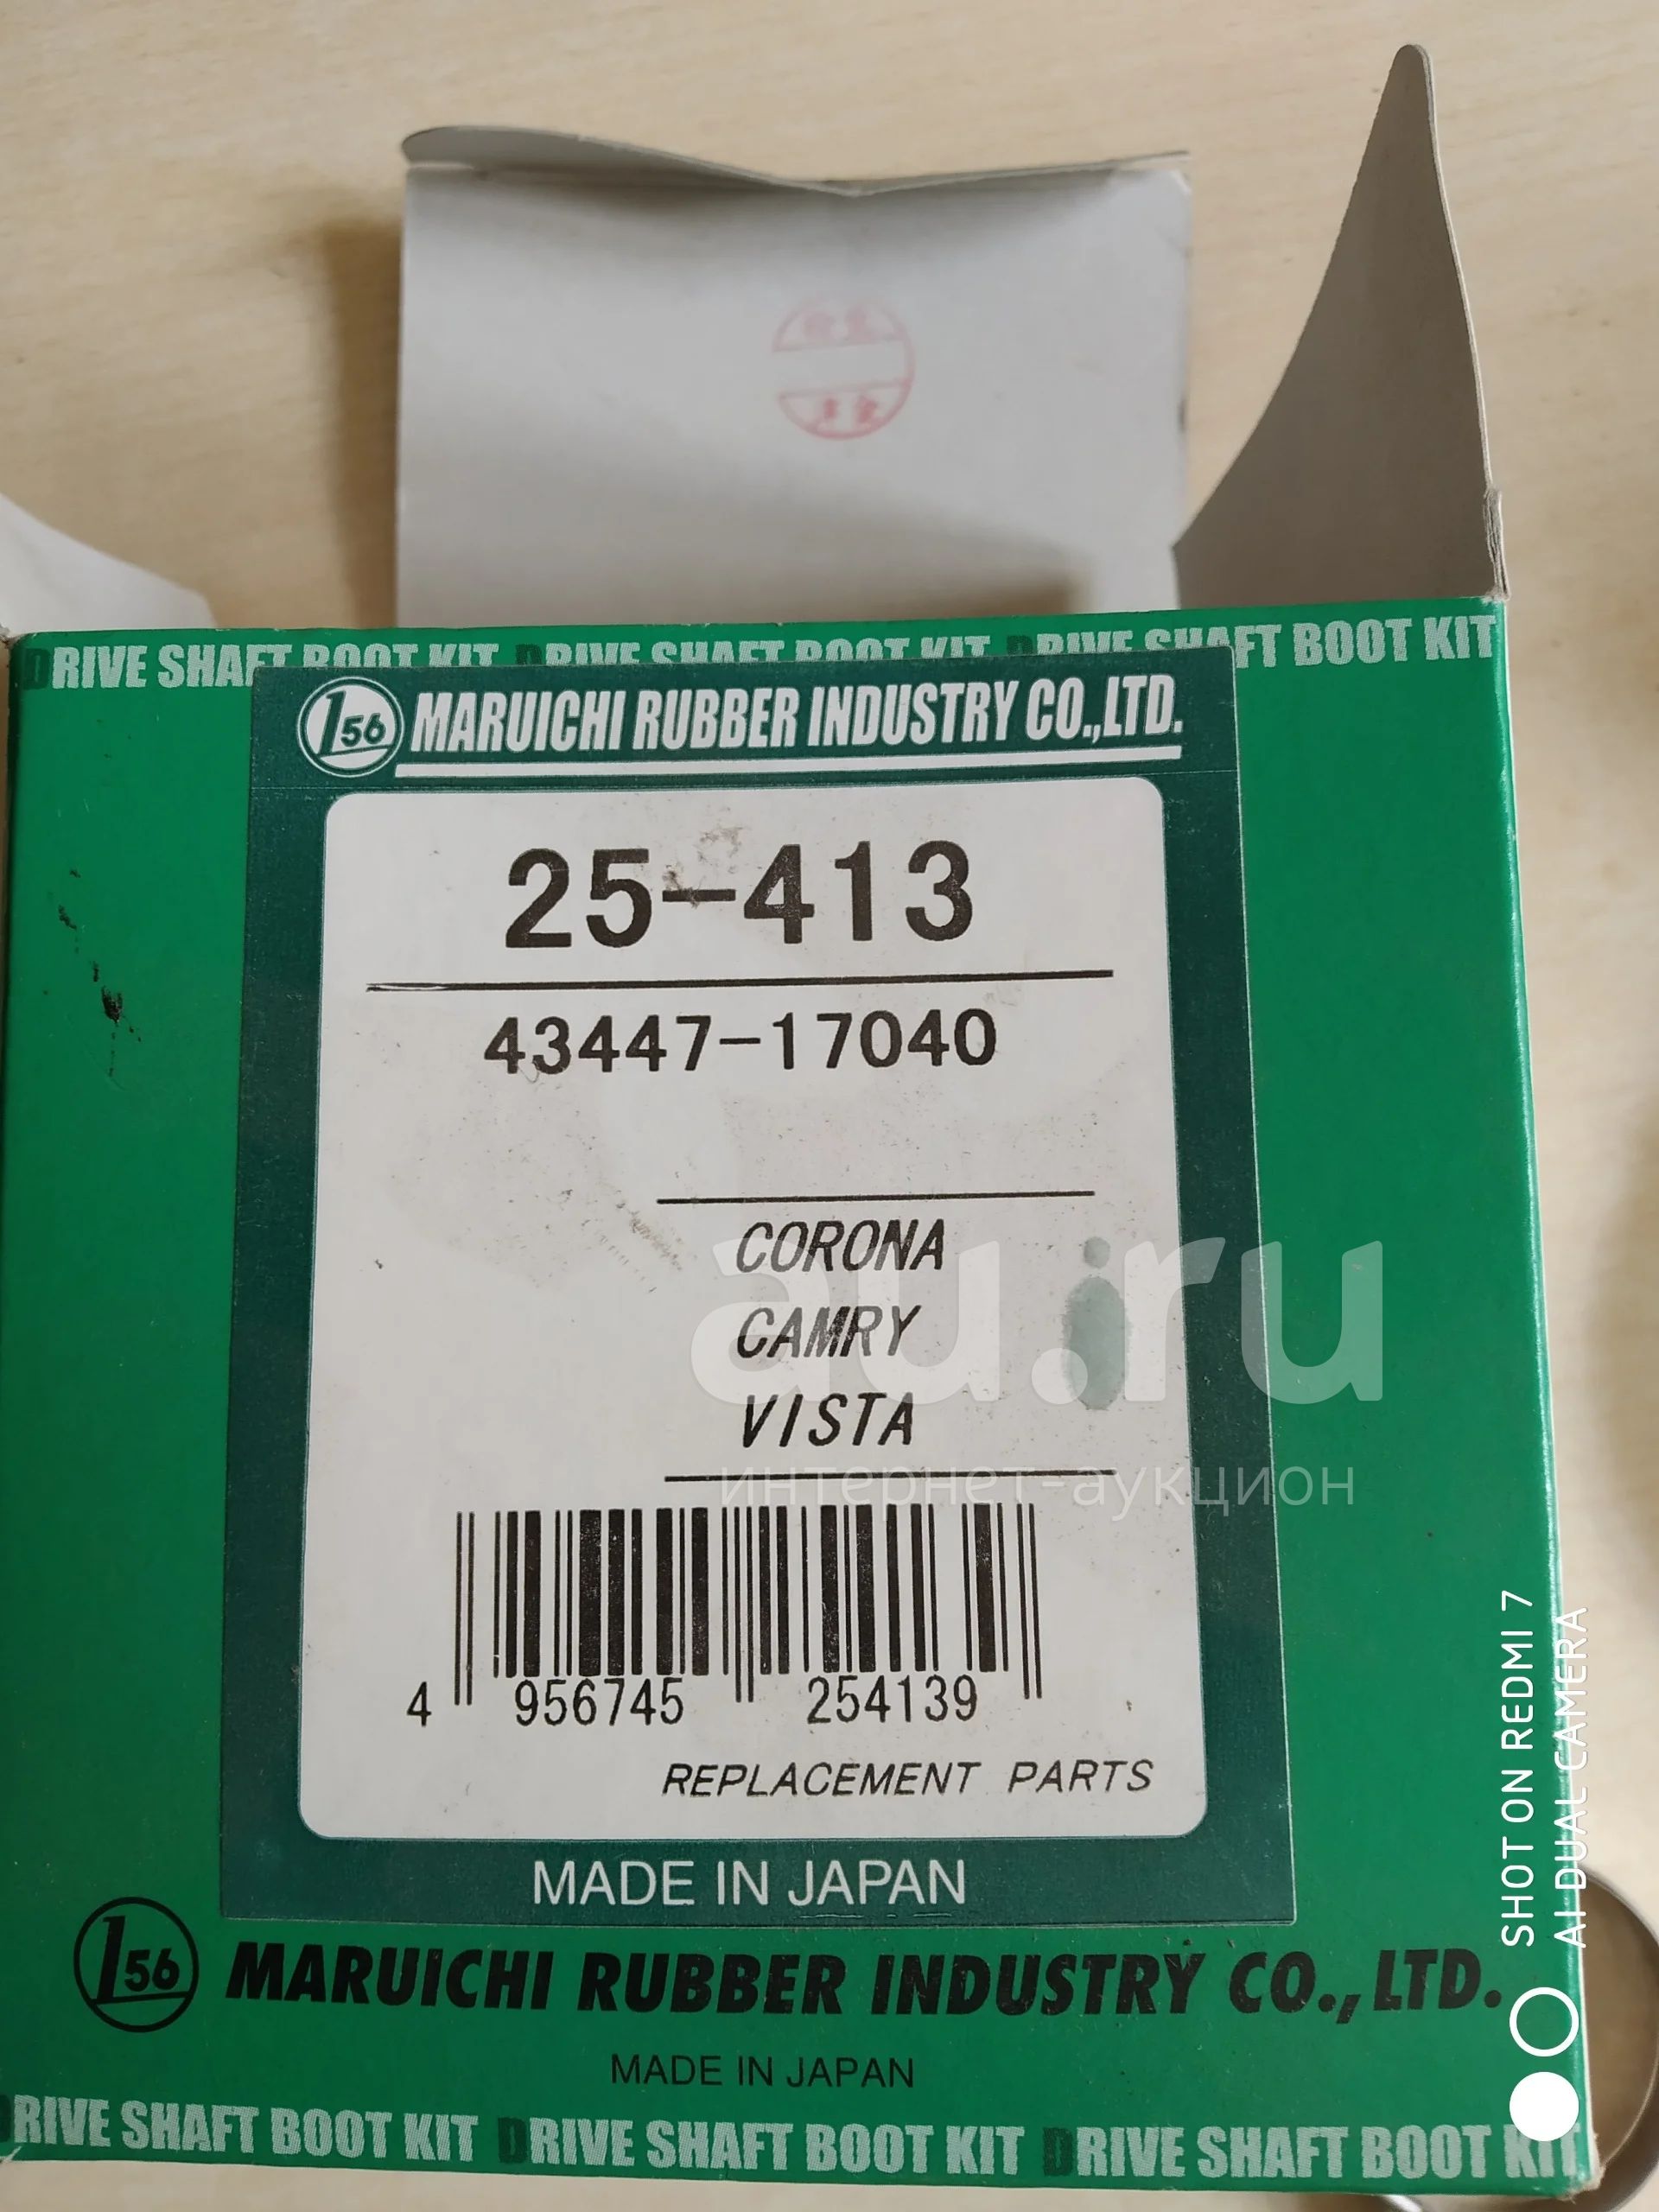 DRIVE SHAFT BOOT KIT DRIVE SHAFT BOOT KIT DRIVE SHAFT BOOT KIT
156 MARUICHI RUBBER INDUSTRY CO.,LTD.
25-413
43447-17040
CORONA
CAMRY
VISTA
au.ru
интернет-аукцион
4 956745 254139
REPLACEMENT PARTS
MADE IN JAPAN
156 MARUICHI RUBBER INDUSTRY CO., LTD.
MADE IN JAPAN
DRIVE SHAFT BOOT KIT DRIVE SHAFT BOOT KIT DRIVE SHAFT BOOT KIT
SHOT ON REDMI 7
AI DUAL CAMERA